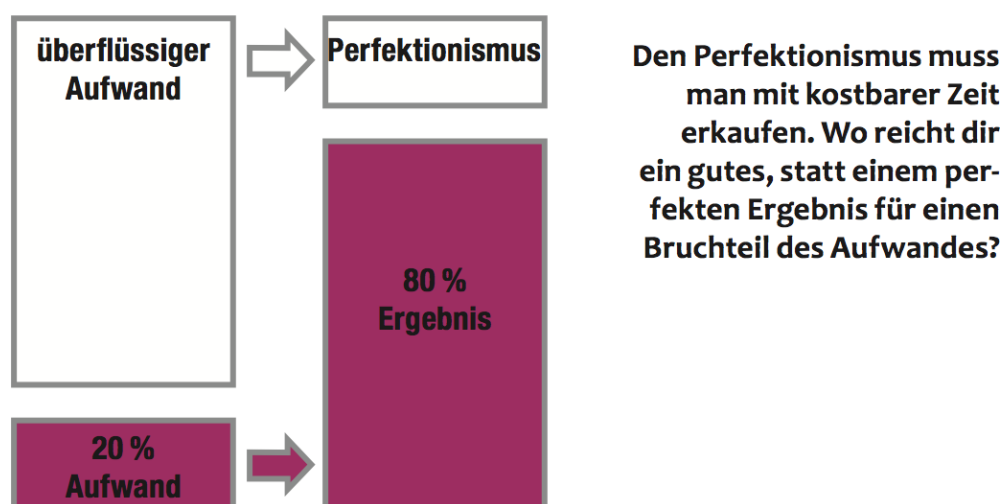 überflüssiger
Aufwand
Perfektionismus
80 %
Ergebnis
20 %
Aufwand
Den Perfektionismus muss
man mit kostbarer Zeit
erkaufen. Wo reicht dir
ein gutes, statt einem per-
fekten Ergebnis für einen
Bruchteil des Aufwandes?